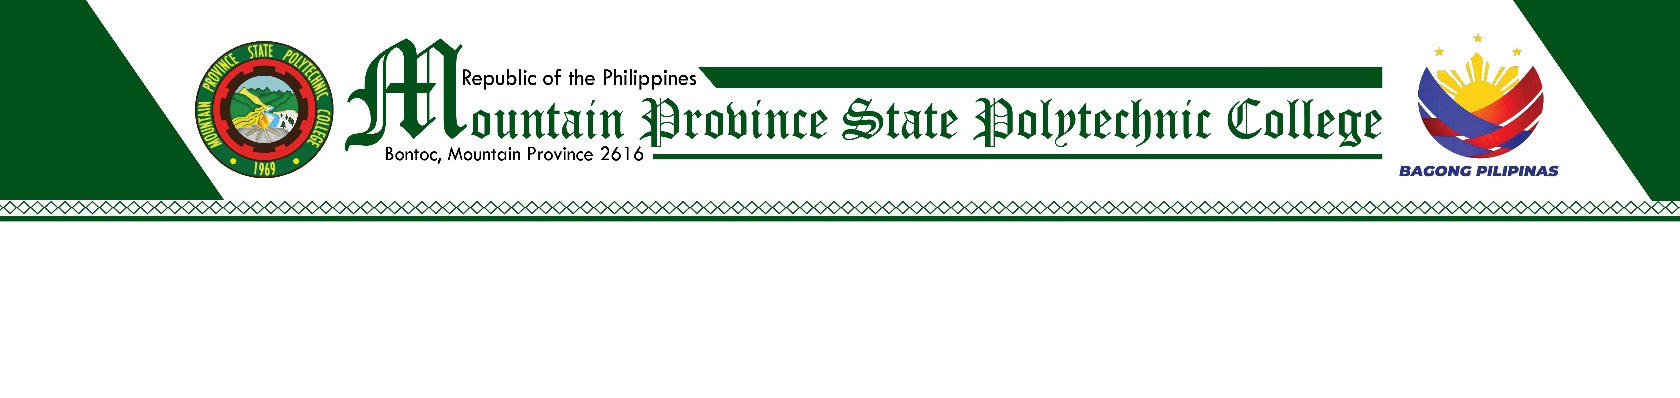 MOUNTAIN PROVINCE STATE POLYTECHNIC COLLEGE
1969
Republic of the Philippines
Mountain Province State Polytechnic College
Bontoc, Mountain Province 2616
BAGONG PILIPINAS